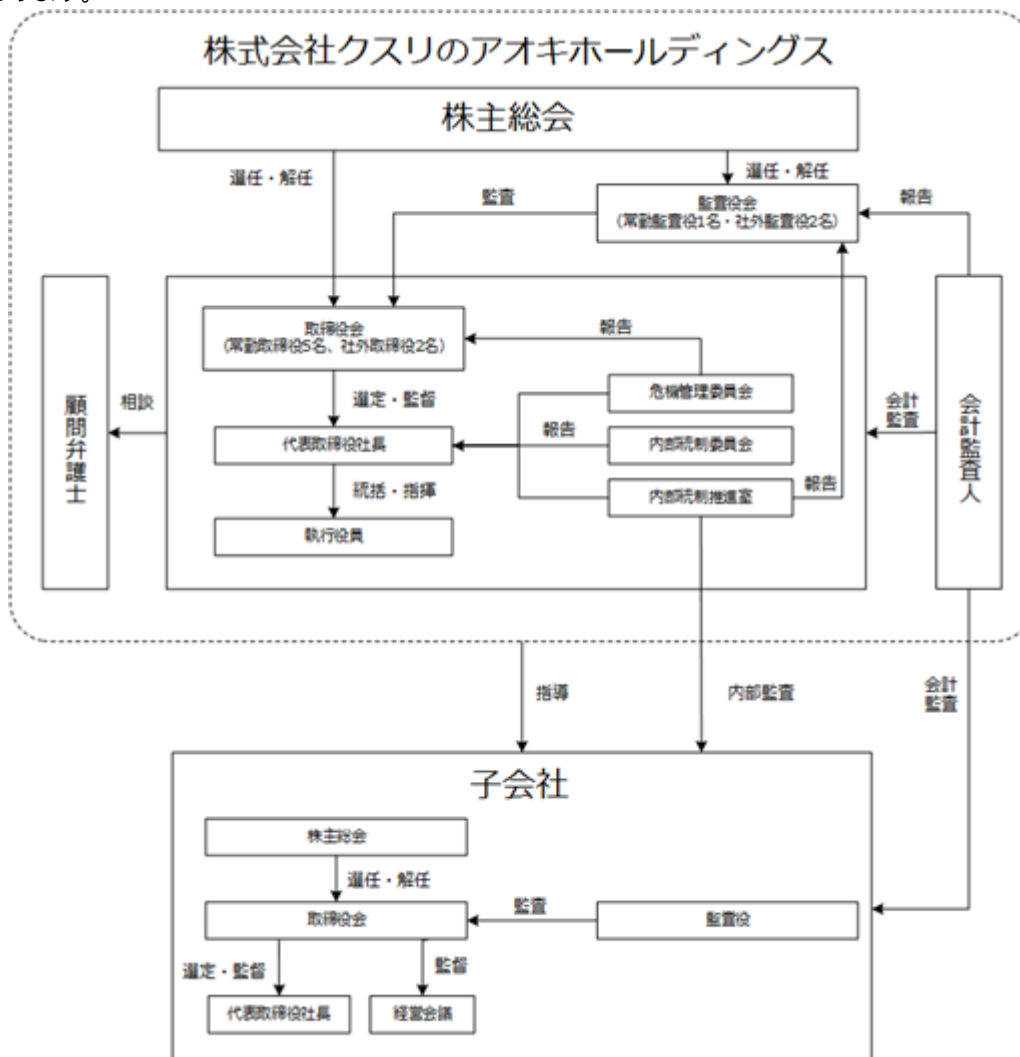 ります。
株式会社クスリのアオキホールディングス
株主総会
選任・解任
選任・解任
監査
監査役会
(常勤監査役1名・社外監査役2名)
報告
取締役会
(常勤取締役5名、社外取締役2名)
報告
選定・監督
危機管理委員会
顧問弁護士
相談
代表取締役社長
報告
内部統制委員会
会計
監査
会計監査人
統括・指揮
内部統制推進室
報告
執行役員
指導
内部監査
会計
監査
子会社
株主総会
選任・解任
取締役会
監査
監査役
選定・監督
監督
代表取締役社長
経営会議